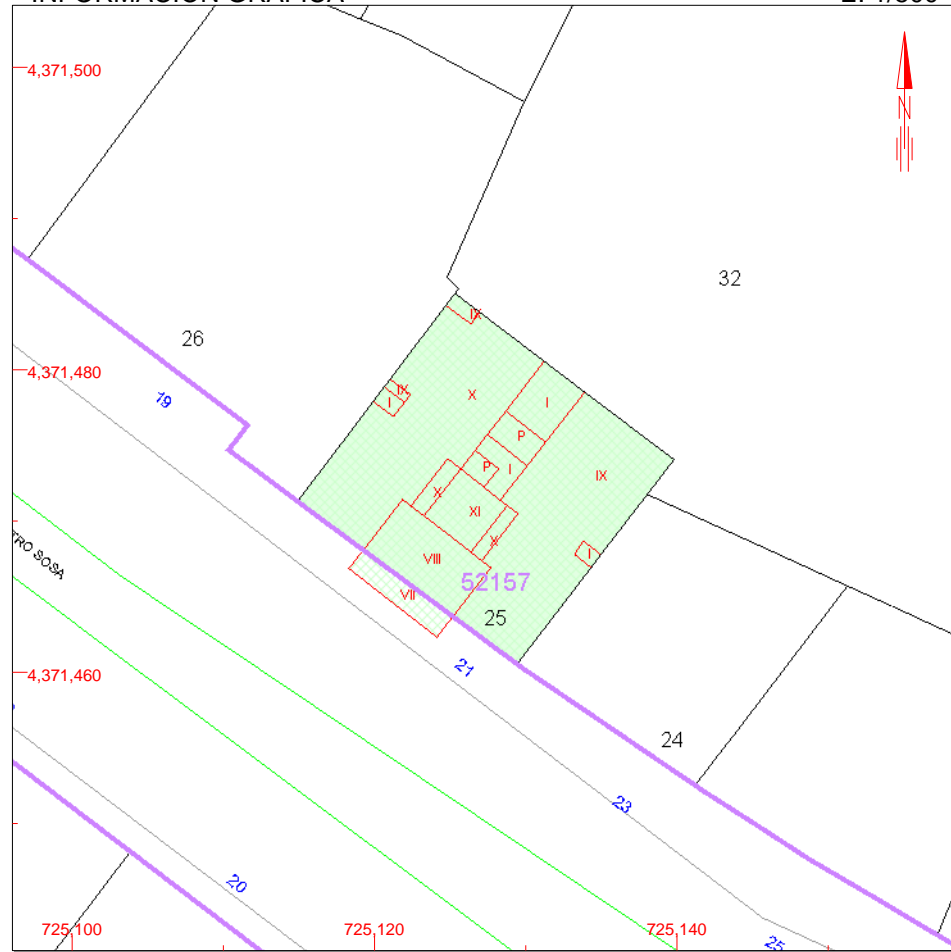 4,371,500
N
32
IX
26
4,371,480
IX
I
X
I
19
P
P
I
IX
X
XI
X
I
TRO SOSA
VIII
52157
VII
25
21
4,371,460
24
23
20
725,100
725,120
725,140
25